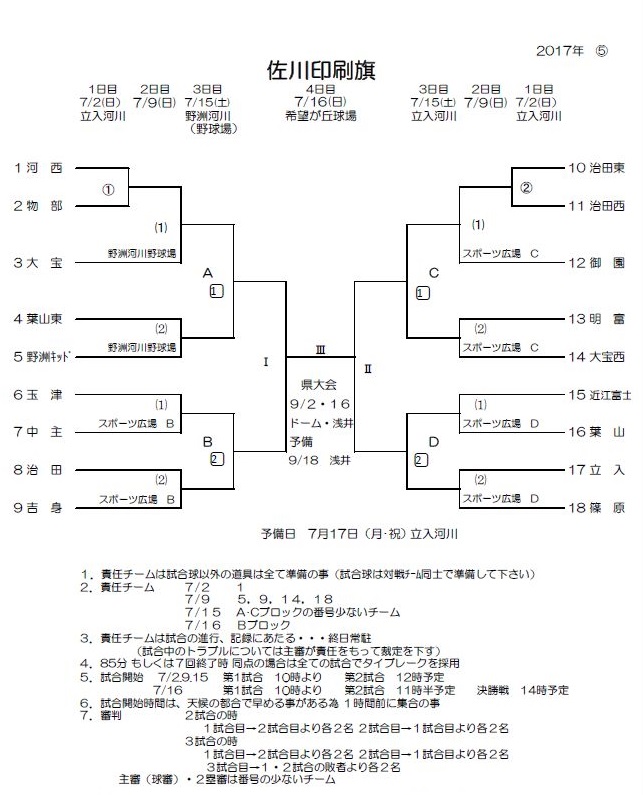 2017年 ⑤
佐川印刷旗
1日目 2日目 3日目 4日目 3日目 2日目 1日目
7/2(日) 7/9(日) 7/15(土) 7/16(日) 7/15(土) 7/9(日) 7/2(日)
立入河川 野洲河川 希望が丘球場 立入河川 立入河川
(野球場)
1 河 西
①
2 物 部
(1)
野洲河川野球場
3 大 宝
A
1
4 葉山東
(2)
野洲河川野球場
5 野洲ｷｯﾄﾞ
Ⅰ
6 玉 津
(1)
スポーツ広場 B
7 中 主
B
2
8 治 田
(2)
スポーツ広場 B
9 吉 身
Ⅲ
県大会
9/2・16
ドーム・浅井
予備
9/18 浅井
10 治田東
②
11 治田西
(1)
スポーツ広場 C
12 御 園
C
1
13 明 富
(2)
スポーツ広場 C
14 大宝西
Ⅱ
15 近江富士
(1)
スポーツ広場 D
16 葉 山
D
2
17 立 入
(2)
スポーツ広場 D
18 篠 原
予備日 7月17日（月･祝）立入河川
1．責任チームは試合球以外の道具は全て準備の事（試合球は対戦ﾁｰﾑ同士で準備して下さい）
2．責任チーム 7/2 1
7/9 5．9．14．18
7/15 A･Cブロックの番号少ないチーム
7/16 Bブロック
3．責任チームは試合の進行、記録にあたる・・・終日常駐
（試合中のトラブルについては主審が責任をもって裁定を下す）
4．85分 もしくは7回終了時 同点の場合は全ての試合でタイブレークを採用
5．試合開始 7/2.9.15 第1試合 10時より 第2試合 12時予定
7/16 第1試合 10時より 第2試合 11時半予定 決勝戦 14時予定
6．試合開始時間は、天候の都合で早める事がある為 1時間前に集合の事
7．審判 2試合の時
1試合目→2試合目より各2名 2試合目→1試合目より各2名
3試合の時
1試合目→2試合目より各2名 2試合目→1試合目より各2名
3試合目→1・2試合の敗者より各2名
主審（球審）・2塁審は番号の少ないチーム